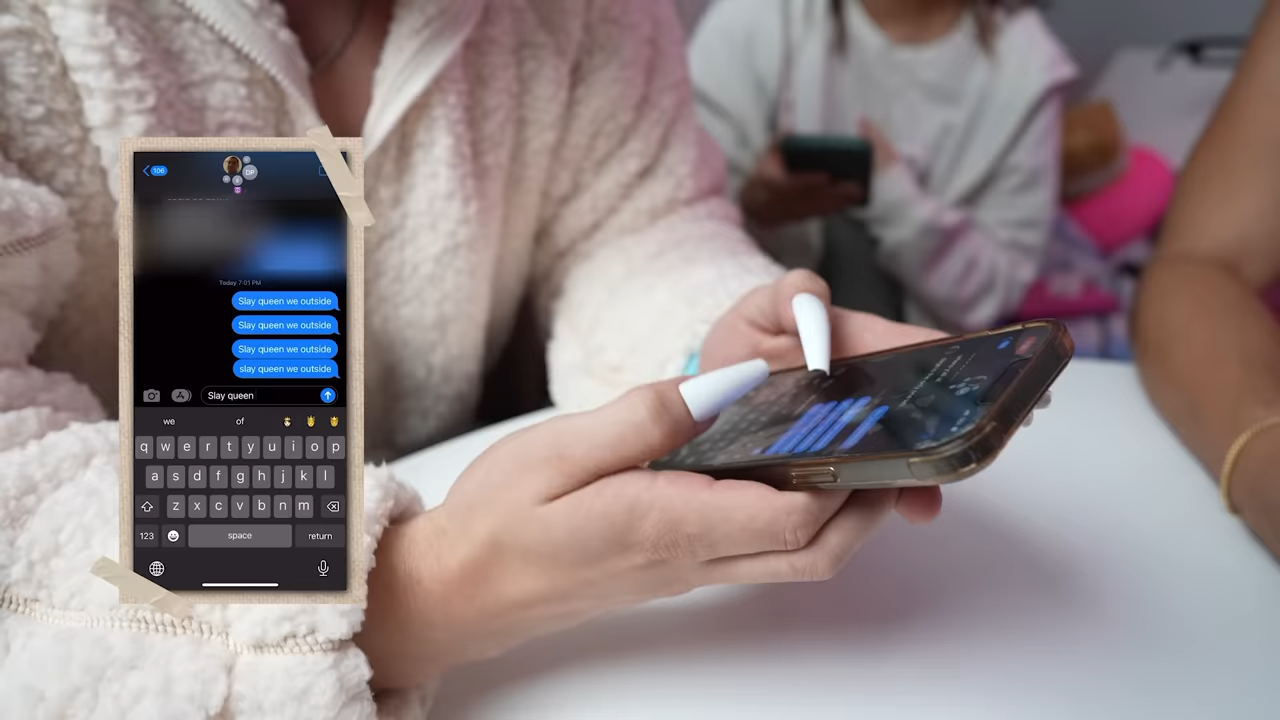 106
DP
Today 7:01 PM
Slay queen we outside
Slay queen we outside
Slay queen we outside
slay queen we outside
Slay queen
we of
q w e r t y u i o p
a s d f g h j k l
z x c v b n m
123 space return